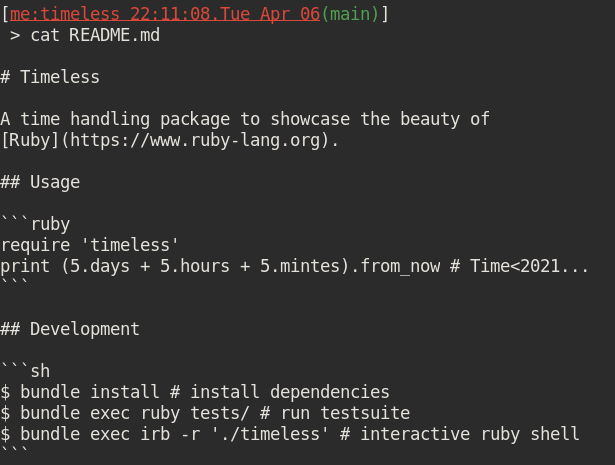 [me:timeless 22:11:08.Tue Apr 06(main)]
 > cat README.md
# Timeless
A time handling package to showcase the beauty of
[Ruby](https://www.ruby-lang.org).
## Usage
```ruby
require 'timeless'
print (5.days + 5.hours + 5.mintes).from_now # Time<2021...
```
## Development
```sh
$ bundle install # install dependencies
$ bundle exec ruby tests/ # run testsuite
$ bundle exec irb -r './timeless' # interactive ruby shell
```